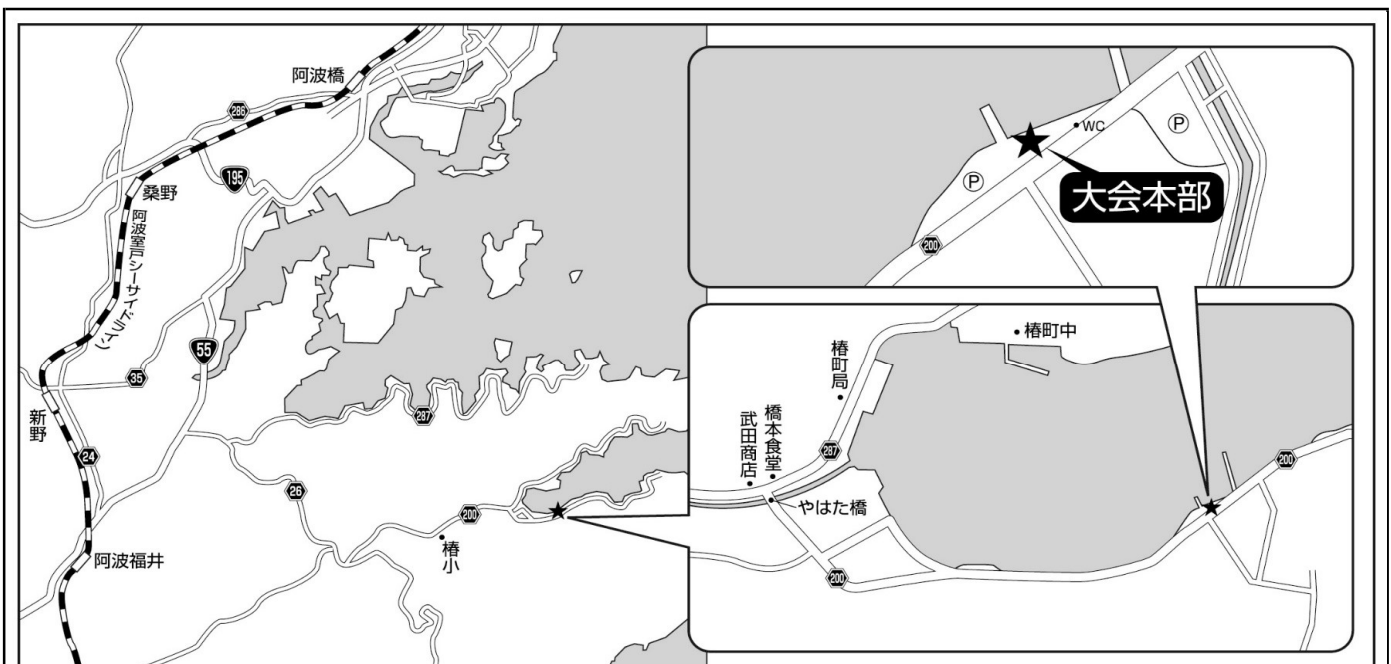 阿波橋
286
195
桑野
阿波室戸シーサイドライン
55
35
新野
24
287
26
200
椿小
阿波福井
WC
P
P
大会本部
200
椿町中
椿町局
橋本食堂
武田商店
287
やはた橋
200
200